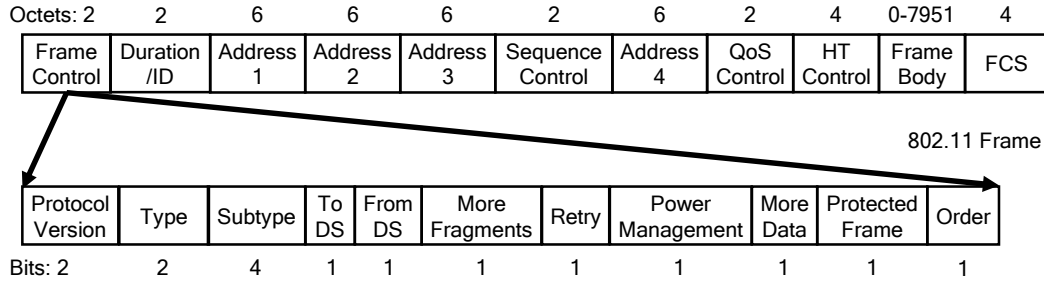 Octets: 2 2 6 6 6 2 6 2 4 0-7951 4
Frame Duration Address Address Address Sequence Address QoS HT Frame FCS
Control /ID 1 2 3 Control 4 Control Control Body
802.11 Frame
Protocol Type Subtype To From More Retry Power More Protected Order
Version DS DS Fragments Management Data Frame
Bits: 2 2 4 1 1 1 1 1 1 1 1